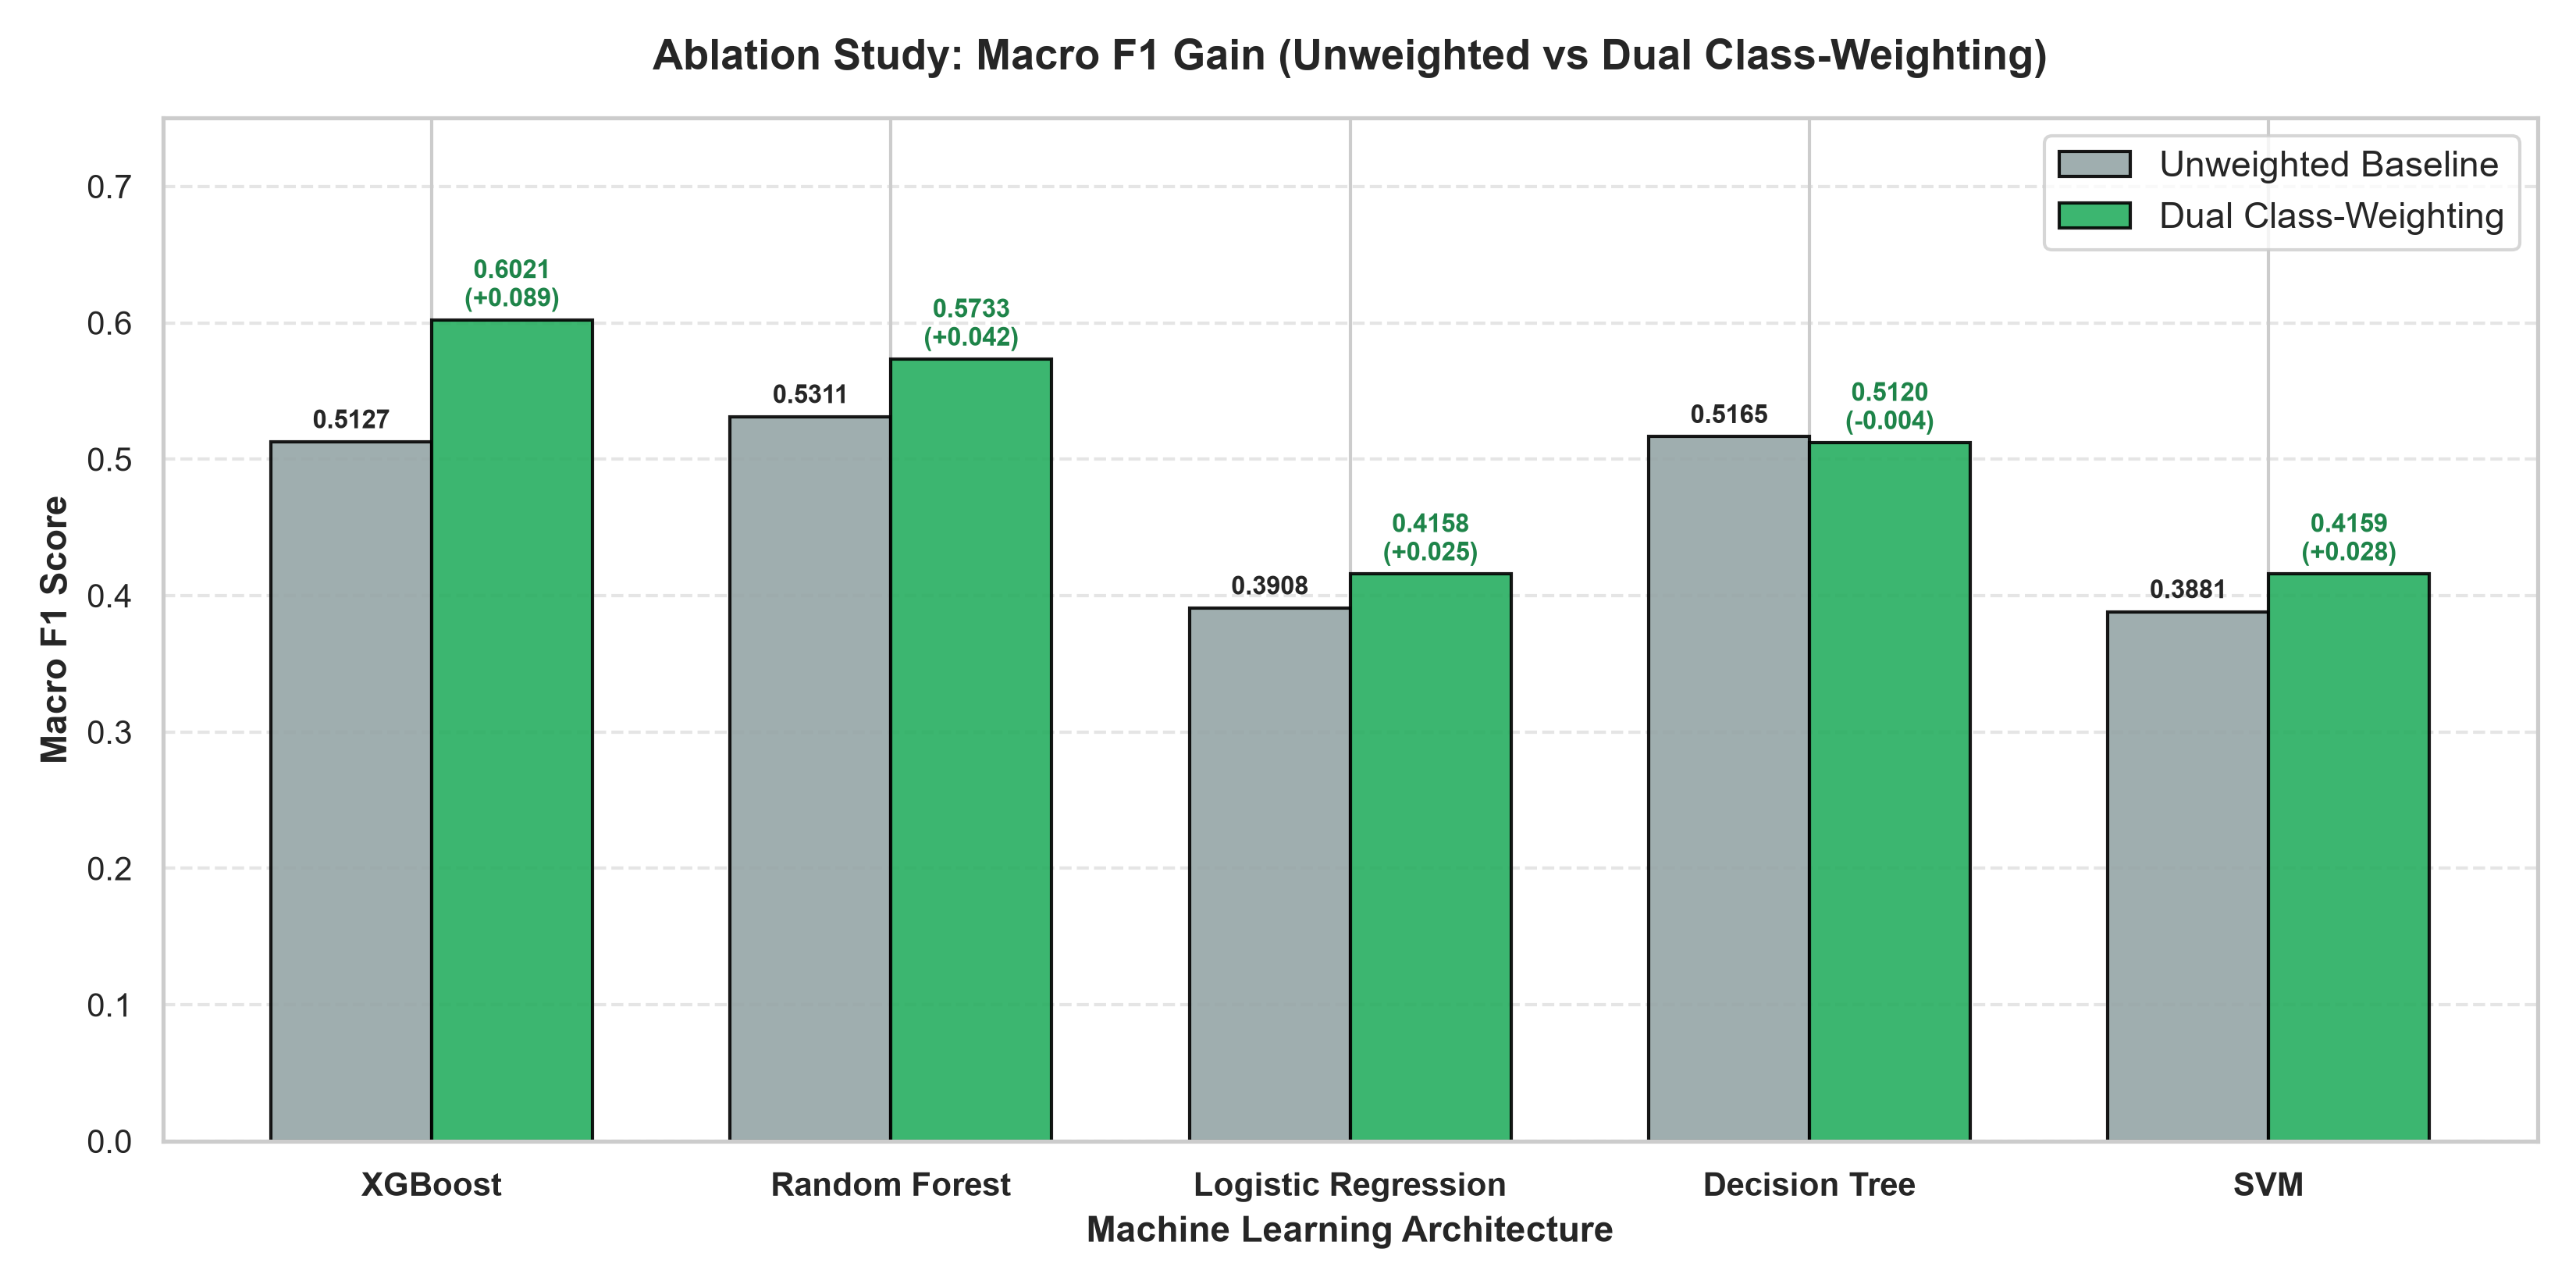 Ablation Study: Macro F1 Gain (Unweighted vs Dual Class-Weighting)
Unweighted Baseline
Dual Class-Weighting
Macro F1 Score
0.7
0.6
0.5
0.4
0.3
0.2
0.1
0.0
0.5127
0.6021
(+0.089)
0.5311
0.5733
(+0.042)
0.3908
0.4158
(+0.025)
0.5165
0.5120
(-0.004)
0.3881
0.4159
(+0.028)
XGBoost
Random Forest
Logistic Regression
Decision Tree
SVM
Machine Learning Architecture